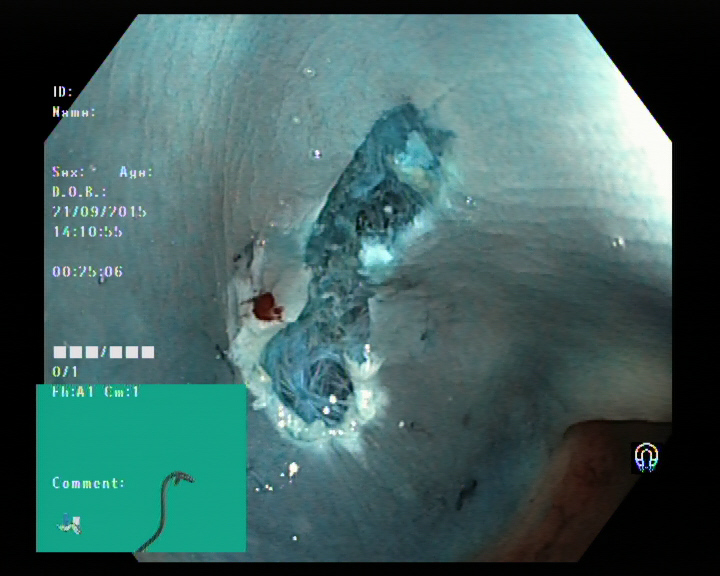 ID:
Name:
Sex: Age:
D.O.B.:
21/09/2015
14:10:55
00:25:06
■■■/■■■
0/1
Eh:A1 Cm:1
Comment: